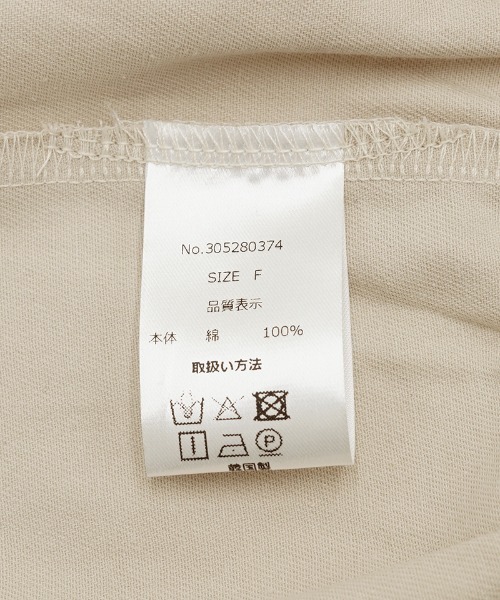 No.305280374
SIZE F
品質表示
本体 綿 100%
取扱い方法
P
韓国製